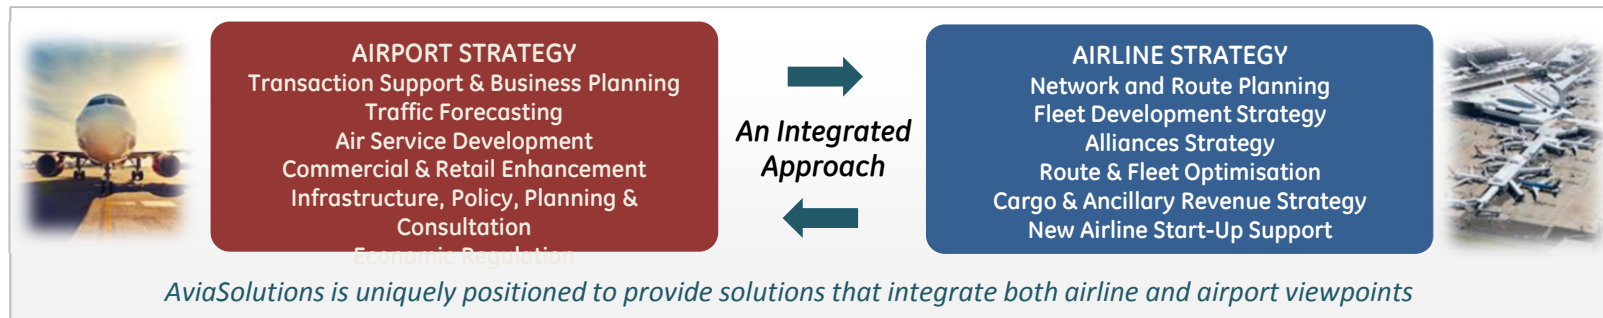 AIRPORT STRATEGY
Transaction Support & Business Planning
Traffic Forecasting
Air Service Development
Commercial & Retail Enhancement
Infrastructure, Policy, Planning &
Consultation
Economic Regulation
An Integrated
Approach
AIRLINE STRATEGY
Network and Route Planning
Fleet Development Strategy
Alliances Strategy
Route & Fleet Optimisation
Cargo & Ancillary Revenue Strategy
New Airline Start-Up Support
AviaSolutions is uniquely positioned to provide solutions that integrate both airline and airport viewpoints